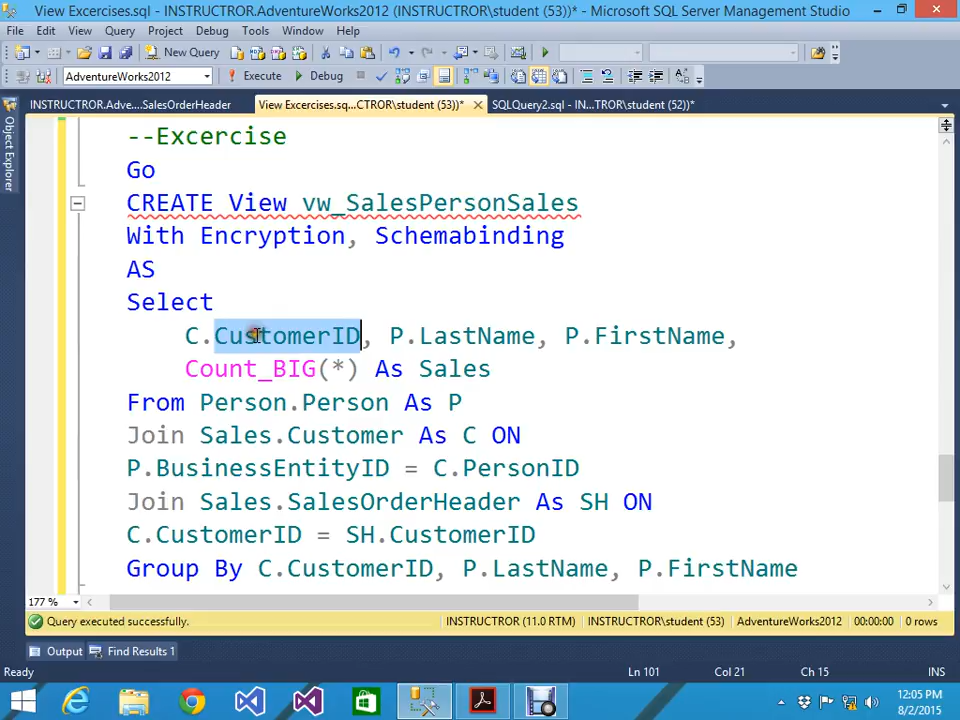 View Excercises.sql - INSTRUCTROR.AdventureWorks2012 (INSTRUCTROR\student (53))* - Microsoft SQL Server Management Studio
File Edit View Query Project Debug Tools Window Help
New Query
AdventureWorks2012 Execute Debug
INSTRUCTROR.Adve....SalesOrderHeader View Excercises.sq...CTROR\student (53))* SQLQuery2.sql - IN...TROR\student (52))*
Object Explorer
--Excercise
Go
CREATE View vw_SalesPersonSales
With Encryption, Schemabinding
AS
Select
C.CustomerID, P.LastName, P.FirstName,
Count_BIG(*) As Sales
From Person.Person As P
Join Sales.Customer As C ON
P.BusinessEntityID = C.PersonID
Join Sales.SalesOrderHeader As SH ON
C.CustomerID = SH.CustomerID
Group By C.CustomerID, P.LastName, P.FirstName
177 %
Query executed successfully. INSTRUCTROR (11.0 RTM) INSTRUCTROR\student (53) AdventureWorks2012 00:00:00 0 rows
Output Find Results 1
Ready Ln 101 Col 21 Ch 15 INS
12:05 PM
8/2/2015